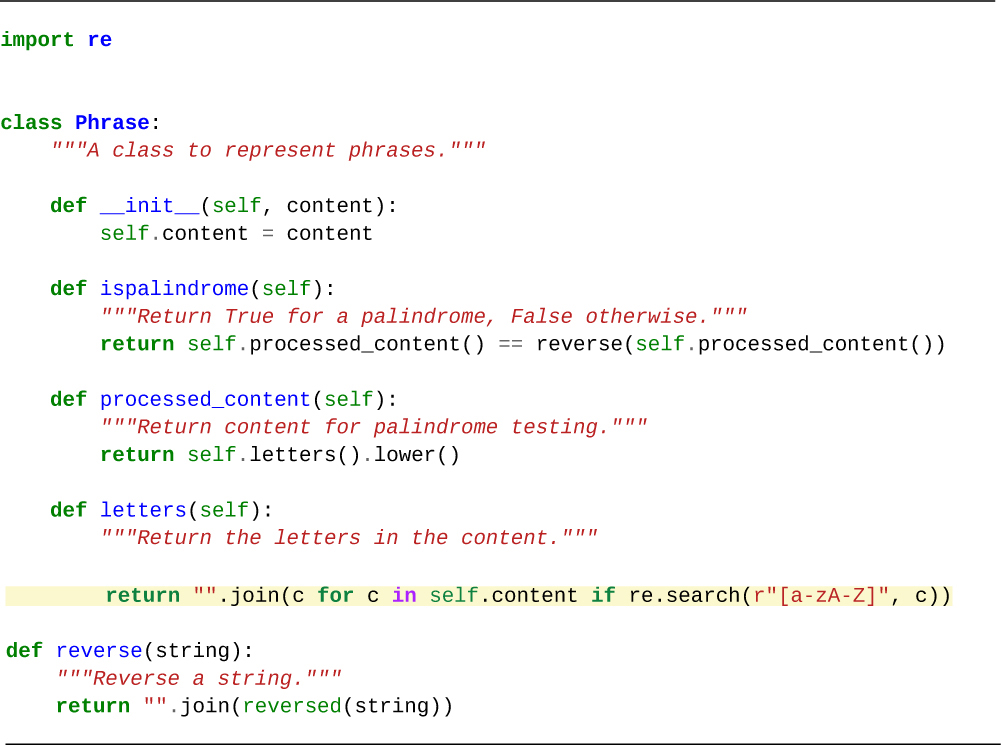 import re
class Phrase:
    """A class to represent phrases."""
    def __init__(self, content):
        self.content = content
    def ispalindrome(self):
        """Return True for a palindrome, False otherwise."""
        return self.processed_content() == reverse(self.processed_content())
    def processed_content(self):
        """Return content for palindrome testing."""
        return self.letters().lower()
    def letters(self):
        """Return the letters in the content."""
        return "".join(c for c in self.content if re.search(r"[a-zA-Z]", c))
def reverse(string):
    """Reverse a string."""
    return "".join(reversed(string))